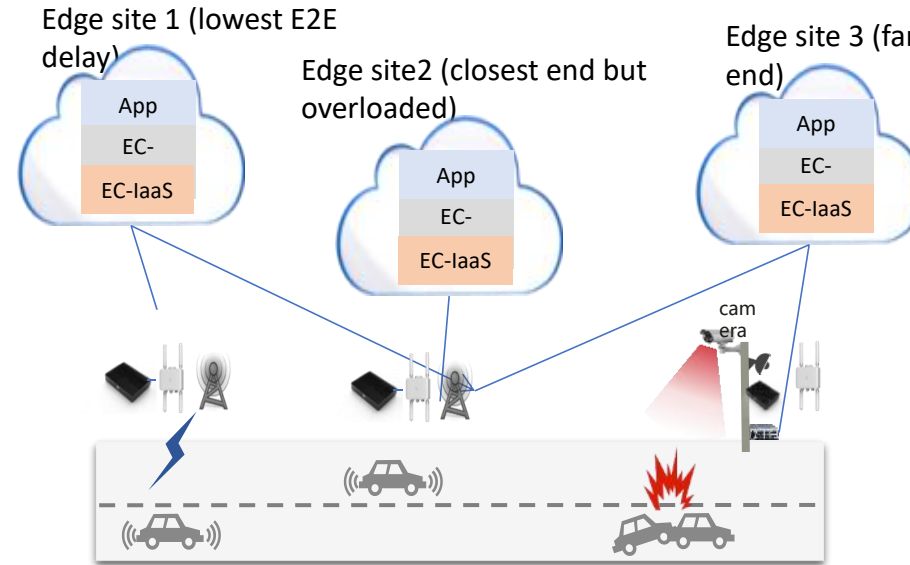 Edge site 1 (lowest E2E
delay)
App
EC-
EC-IaaS
Edge site2 (closest end but
overloaded)
App
EC-
EC-IaaS
Edge site 3 (far
end)
App
EC-
EC-IaaS
cam
era